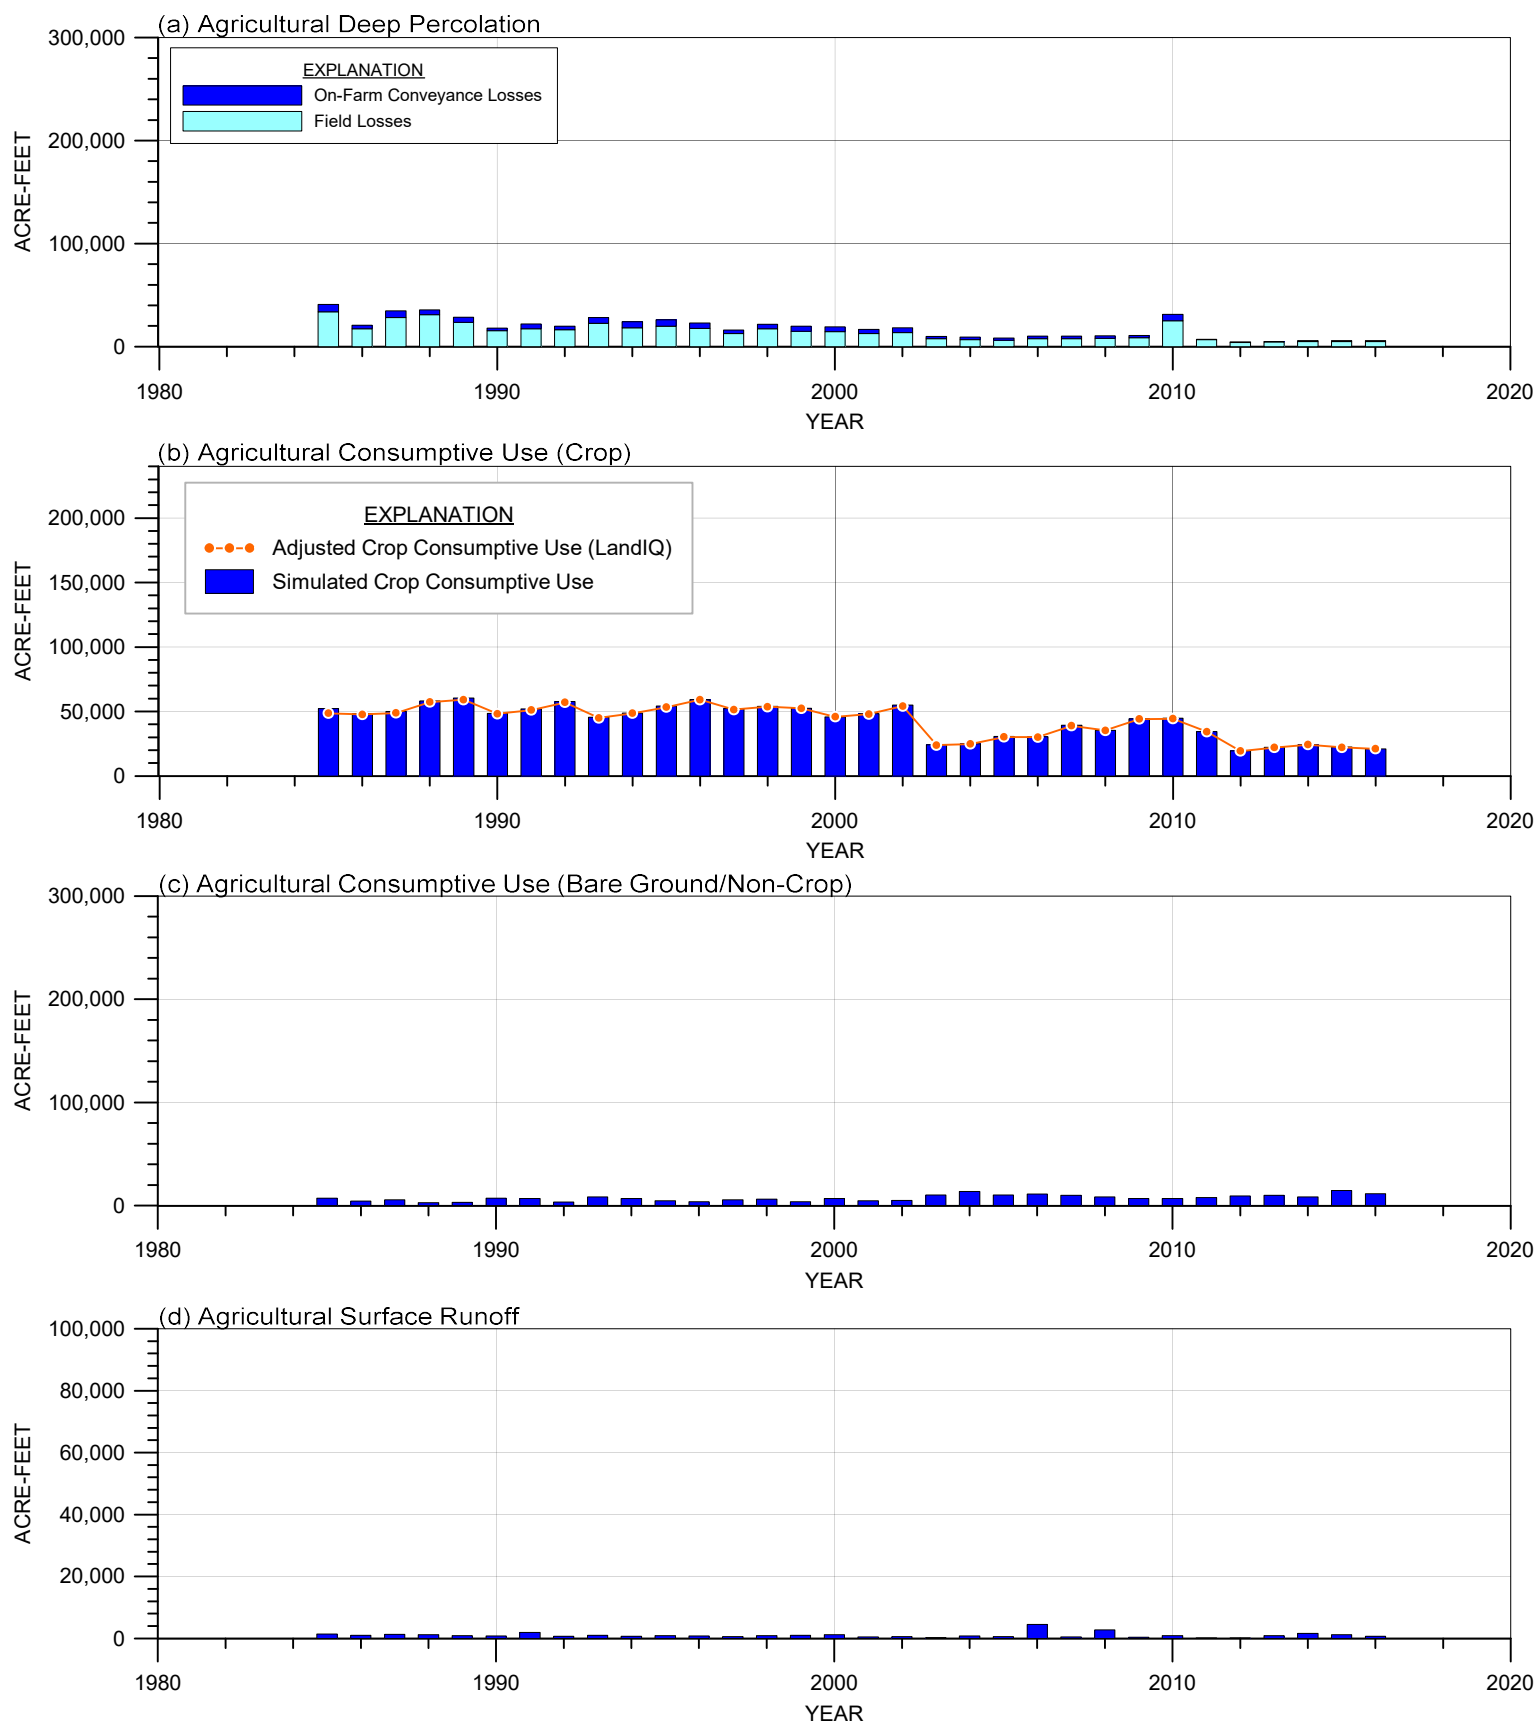 (a) Agricultural Deep Percolation
300,000
EXPLANATION
On-Farm Conveyance Losses
Field Losses
200,000
100,000
0
ACRE-FEET
1980 1990 2000 2010 2020
YEAR
(b) Agricultural Consumptive Use (Crop)
EXPLANATION
200,000
Adjusted Crop Consumptive Use (LandIQ)
Simulated Crop Consumptive Use
150,000
100,000
50,000
0
ACRE-FEET
1980 1990 2000 2010 2020
YEAR
(c) Agricultural Consumptive Use (Bare Ground/Non-Crop)
300,000
200,000
100,000
0
ACRE-FEET
1980 1990 2000 2010 2020
YEAR
(d) Agricultural Surface Runoff
100,000
80,000
60,000
40,000
20,000
0
ACRE-FEET
1980 1990 2000 2010 2020
YEAR